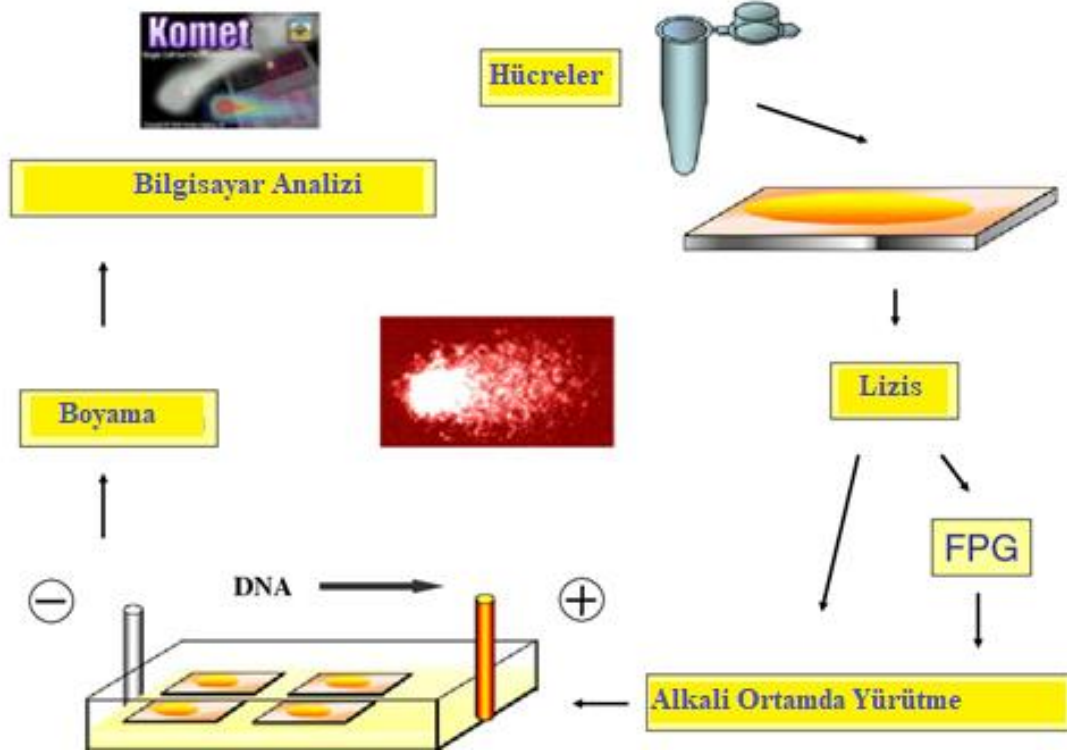 Komet
Hücreler
Bilgisayar Analizi
Lizis
Boyama
FPG
DNA
− +
Alkali Ortamda Yürütme